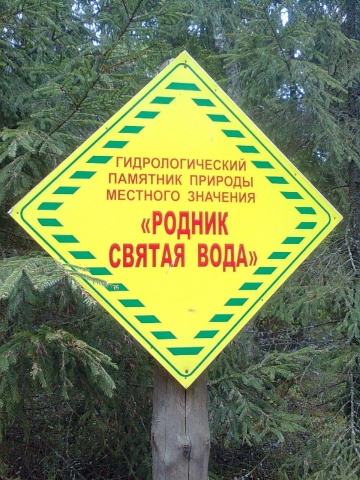 ГИДРОЛОГИЧЕСКИЙ
ПАМЯТНИК ПРИРОДЫ
МЕСТНОГО ЗНАЧЕНИЯ
«РОДНИК
СВЯТАЯ ВОДА»